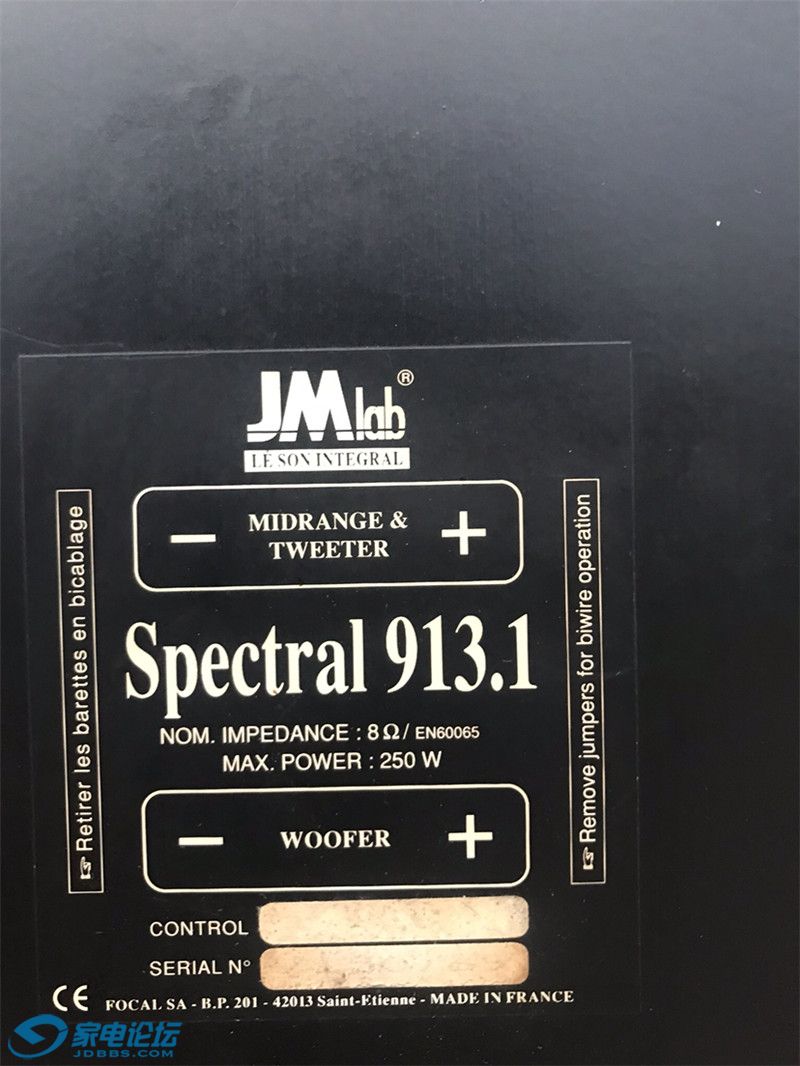 JMlab®
LE SON INTEGRAL
− MIDRANGE & +
TWEETER
☞ Retirer les barettes en bicablage
☞ Remove jumpers for biwire operation
Spectral 913.1
NOM. IMPEDANCE : 8 Ω / EN60065
MAX. POWER : 250 W
− WOOFER +
CONTROL
SERIAL N°
CE FOCAL SA - B.P. 201 - 42013 Saint-Etienne - MADE IN FRANCE
家电论坛
JDBBS.COM